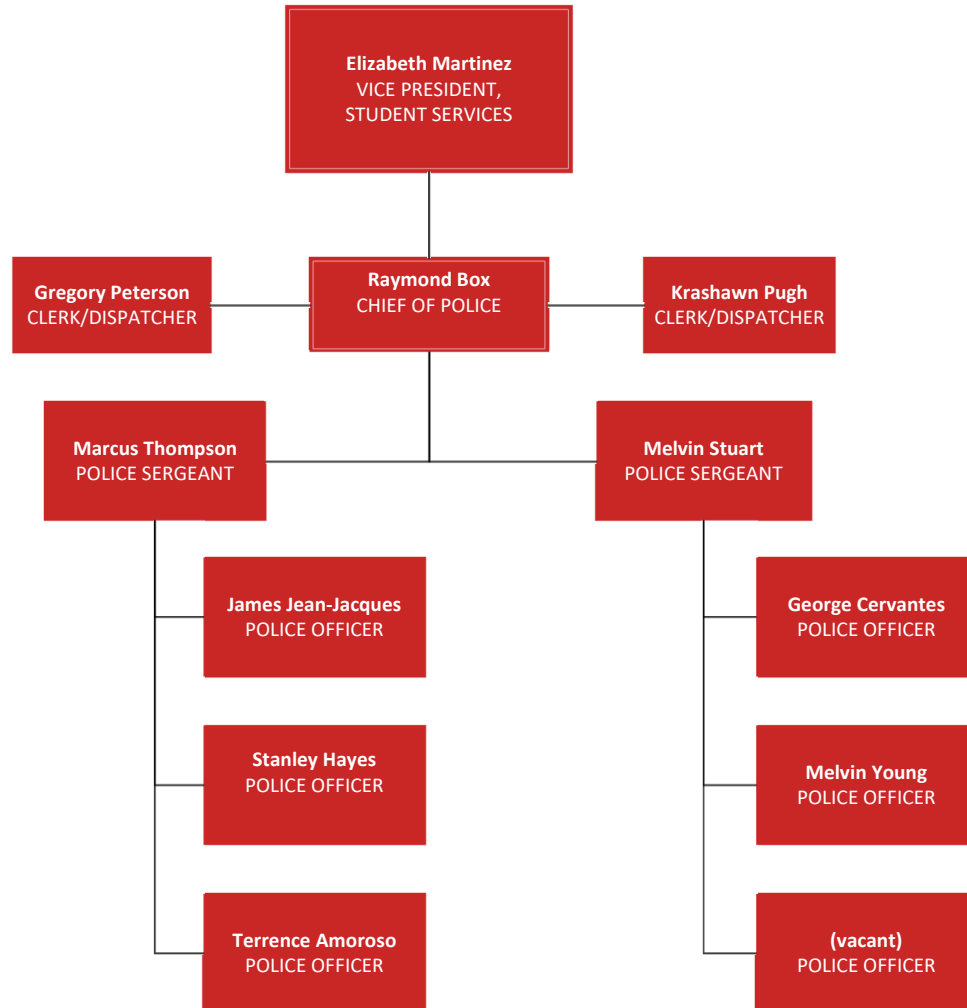 Elizabeth Martinez
VICE PRESIDENT,
STUDENT SERVICES
Gregory Peterson
CLERK/DISPATCHER
Raymond Box
CHIEF OF POLICE
Krashawn Pugh
CLERK/DISPATCHER
Marcus Thompson
POLICE SERGEANT
Melvin Stuart
POLICE SERGEANT
James Jean-Jacques
POLICE OFFICER
George Cervantes
POLICE OFFICER
Stanley Hayes
POLICE OFFICER
Melvin Young
POLICE OFFICER
Terrence Amoroso
POLICE OFFICER
(vacant)
POLICE OFFICER